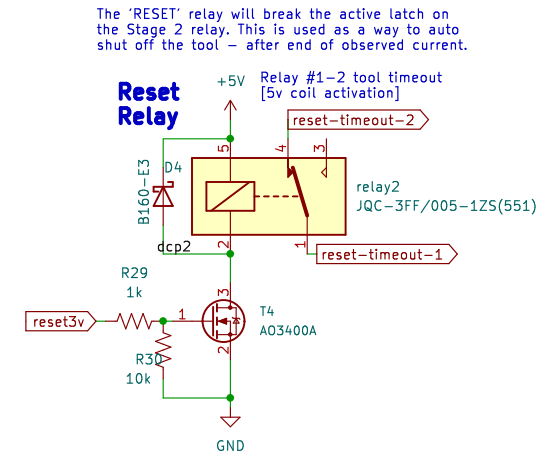 The 'RESET' relay will break the active latch on
the Stage 2 relay. This is used as a way to auto
shut off the tool – after end of observed current.
Reset
Relay
+5V
Relay #1-2 tool timeout
[5v coil activation]
reset-timeout-2
5
4
3
D4
B160-E3
relay2
JQC-3FF/005-1ZS(551)
dcp2
2
1
reset-timeout-1
R29
1k
3
T4
AO3400A
reset3v
1
2
R30
10k
GND